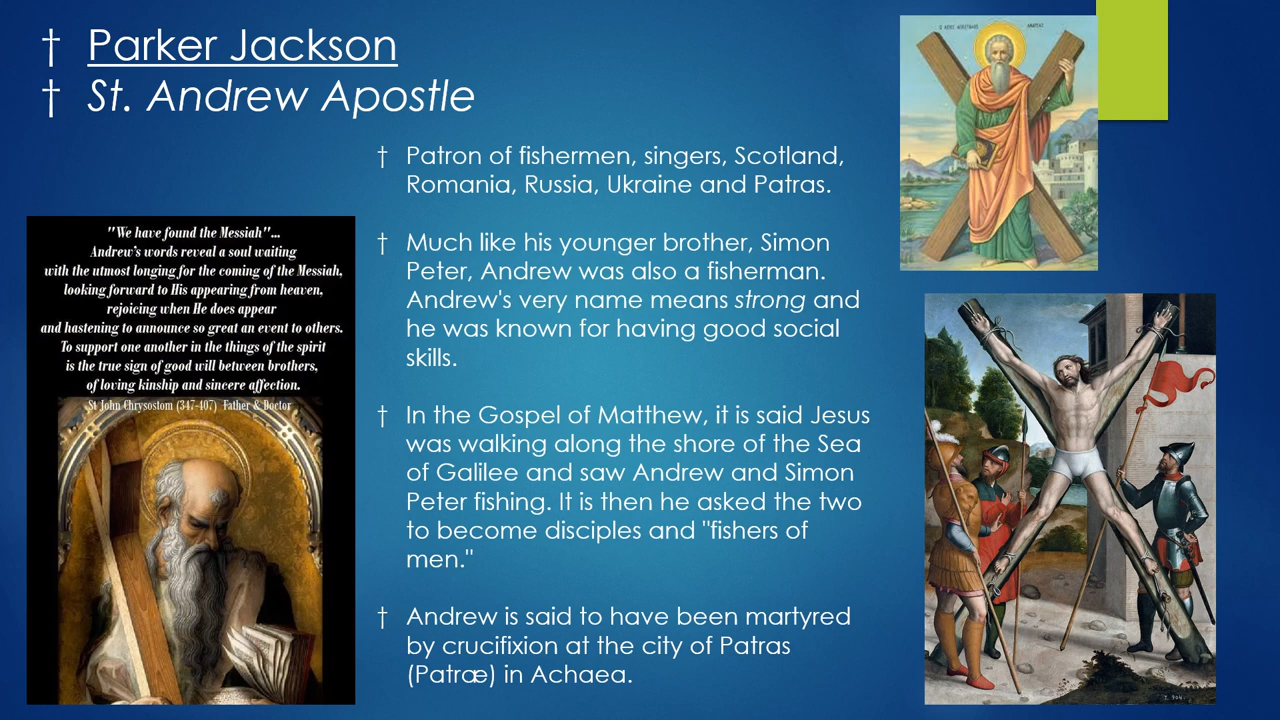 † Parker Jackson
† St. Andrew Apostle
† Patron of fishermen, singers, Scotland,
Romania, Russia, Ukraine and Patras.
† Much like his younger brother, Simon
Peter, Andrew was also a fisherman.
Andrew's very name means strong and
he was known for having good social
skills.
† In the Gospel of Matthew, it is said Jesus
was walking along the shore of the Sea
of Galilee and saw Andrew and Simon
Peter fishing. It is then he asked the two
to become disciples and "fishers of
men."
† Andrew is said to have been martyred
by crucifixion at the city of Patras
(Patræ) in Achaea.
"We have found the Messiah"...
Andrew's words reveal a soul waiting
with the utmost longing for the coming of the Messiah,
looking forward to His appearing from heaven,
rejoicing when He does appear
and hastening to announce so great an event to others.
To support one another in the things of the spirit
is the true sign of good will between brothers,
of loving kinship and sincere affection.
St John Chrysostom (347-407) Father & Doctor